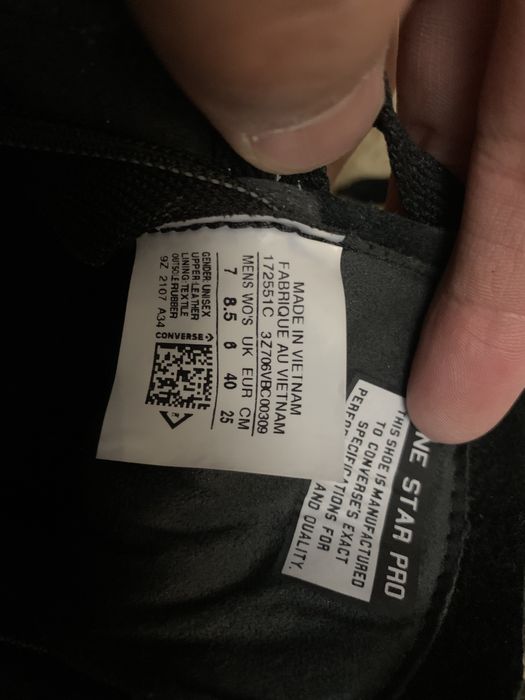 MADE IN VIETNAM
FABRIQUE AU VIETNAM
172551C 3Z706VBC00309
MENS WO'S UK EUR CM
7 8.5 6 40 25
GENDER: UNISEX
UPPER: LEATHER
LINING: TEXTILE
OUTSOLE: RUBBER
9Z 2107 A34
CONVERSE
NE STAR PRO
THIS SHOE IS MANUFACTURED
TO CONVERSE'S EXACT
SPECIFICATIONS FOR
AND QUALITY.